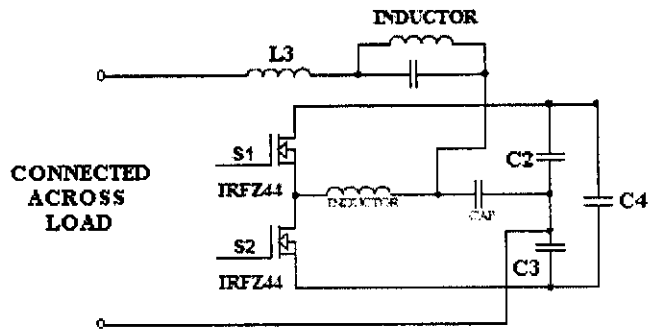 INDUCTOR
L3
S1
C2
CONNECTED
ACROSS
LOAD
IRFZ44
INDUCTOR
CAP
C4
S2
C3
IRFZ44